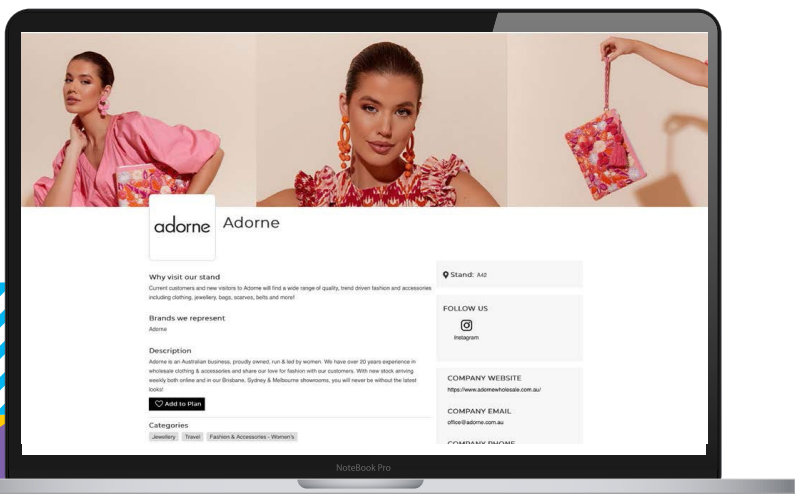 adorne
Adorne
Why visit our stand
Current customers and new visitors to Adorne will find a wide range of quality, trend driven fashion and accessories
including clothing, jewellery, bags, scarves, belts and more!
Brands we represent
Adorne
Description
Adorne is an Australian business, proudly owned, run & led by women. We have over 20 years experience in
wholesale clothing & accessories and share our love for fashion with our customers. With new stock arriving
weekly both online and in our Brisbane, Sydney & Melbourne showrooms, you will never be without the latest
looks!
Add to Plan
Categories
Jewellery Travel Fashion & Accessories - Women's
Stand: A42
FOLLOW US
Instagram
COMPANY WEBSITE
https://www.adornewholesale.com.au/
COMPANY EMAIL
office@adorne.com.au
COMPANY PHONE
NoteBook Pro